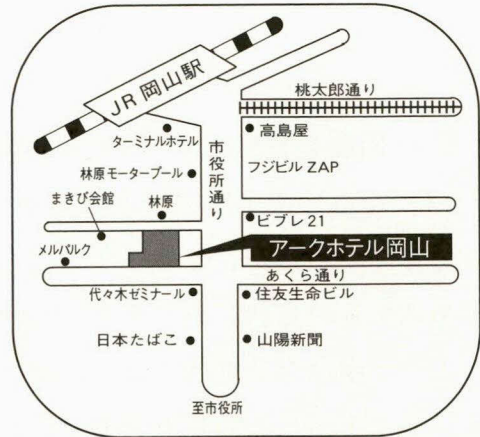 JR岡山駅
桃太郎通り
ターミナルホテル
高島屋
市役所通り
林原モータープール
フジビル ZAP
まきび会館
林原
ビブレ21
アークホテル岡山
メルパルク
あくら通り
代々木ゼミナール
住友生命ビル
日本たばこ
山陽新聞
至市役所